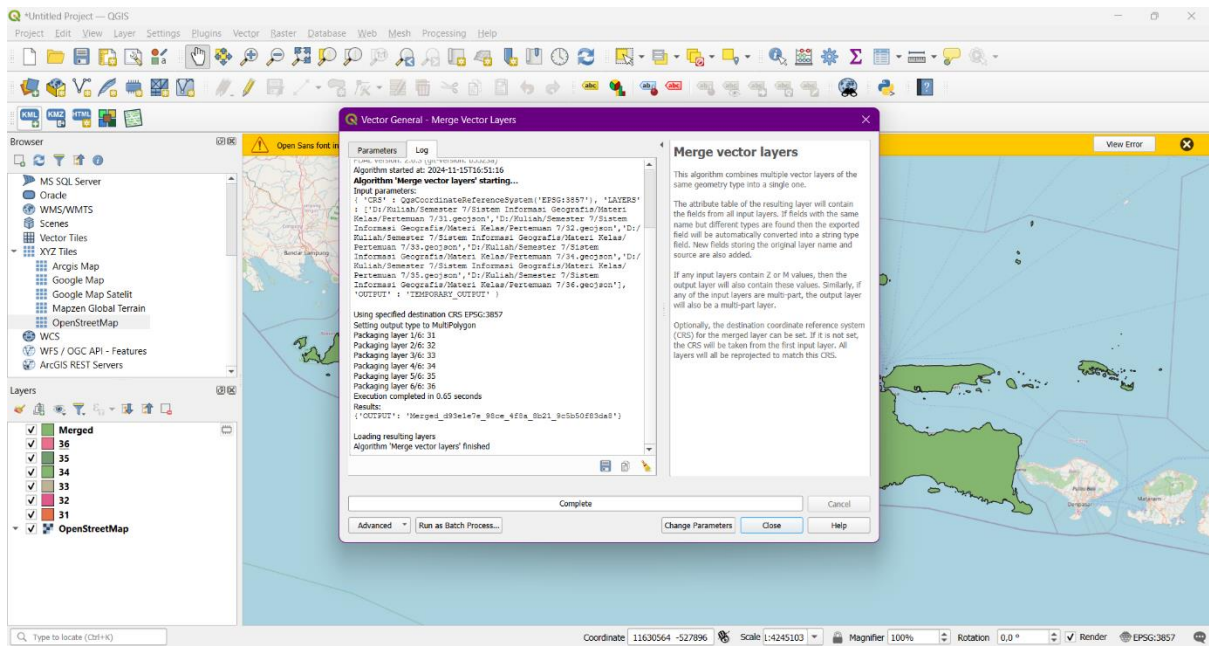 *Untitled Project — QGIS
Project Edit View Layer Settings Plugins Vector Raster Database Web Mesh Processing Help
KML KMZ HTML
Browser
MS SQL Server
Oracle
WMS/WMTS
Scenes
Vector Tiles
XYZ Tiles
Arcgis Map
Google Map
Google Map Satelit
Mapzen Global Terrain
OpenStreetMap
WCS
WFS / OGC API - Features
ArcGIS REST Servers
Layers
Merged
36
35
34
33
32
31
OpenStreetMap
Open Sans font in
View Error
Bandar Lampung
Vector General - Merge Vector Layers
Parameters Log
Algorithm started at: 2024-11-15T16:51:16
Algorithm 'Merge vector layers' starting…
Input parameters:
{ 'CRS' : QgsCoordinateReferenceSystem('EPSG:3857'), 'LAYERS'
: ['D:/Kuliah/Semester 7/Sistem Informasi Geografis/Materi
Kelas/Pertemuan 7/31.geojson','D:/Kuliah/Semester 7/Sistem
Informasi Geografis/Materi Kelas/Pertemuan 7/32.geojson','D:/
Kuliah/Semester 7/Sistem Informasi Geografis/Materi Kelas/
Pertemuan 7/33.geojson','D:/Kuliah/Semester 7/Sistem
Informasi Geografis/Materi Kelas/Pertemuan 7/34.geojson','D:/
Kuliah/Semester 7/Sistem Informasi Geografis/Materi Kelas/
Pertemuan 7/35.geojson','D:/Kuliah/Semester 7/Sistem
Informasi Geografis/Materi Kelas/Pertemuan 7/36.geojson'],
'OUTPUT' : 'TEMPORARY_OUTPUT' }
Using specified destination CRS EPSG:3857
Setting output type to MultiPolygon
Packaging layer 1/6: 31
Packaging layer 2/6: 32
Packaging layer 3/6: 33
Packaging layer 4/6: 34
Packaging layer 5/6: 35
Packaging layer 6/6: 36
Execution completed in 0.65 seconds
Results:
{'OUTPUT': 'Merged_d93e1e7e_98ce_4f8a_8b21_9c5b50f83da8'}
Loading resulting layers
Algorithm 'Merge vector layers' finished
Merge vector layers
This algorithm combines multiple vector layers of the
same geometry type into a single one.
The attribute table of the resulting layer will contain
the fields from all input layers. If fields with the same
name but different types are found then the exported
field will be automatically converted into a string type
field. New fields storing the original layer name and
source are also added.
If any input layers contain Z or M values, then the
output layer will also contain these values. Similarly, if
any of the input layers are multi-part, the output layer
will also be a multi-part layer.
Optionally, the destination coordinate reference system
(CRS) for the merged layer can be set. If it is not set,
the CRS will be taken from the first input layer. All
layers will all be reprojected to match this CRS.
Complete
Cancel
Advanced Run as Batch Process… Change Parameters Close Help
Denpasar
Mataram
Type to locate (Ctrl+K)
Coordinate 11630564 -527896 Scale 1:4245103 Magnifier 100% Rotation 0,0 ° Render EPSG:3857